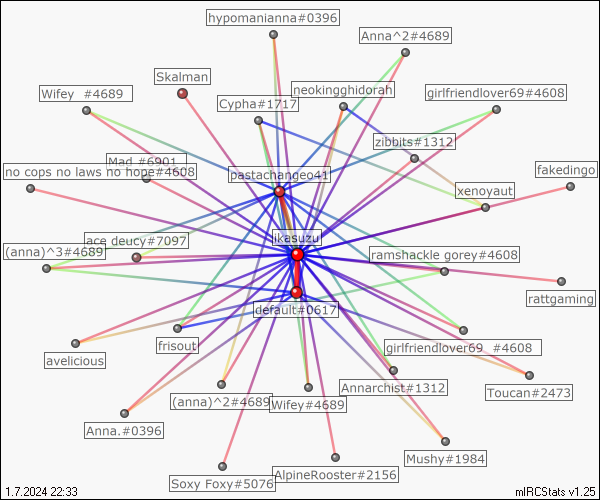 hypomanianna#0396
Anna^2#4689
Skalman
Wifey  #4689
neokingghidorah
girlfriendlover69#4608
Cypha#1717
zibbits#1312
Mad #6901
no cops no laws no hope#4608
pastachangeo41
fakedingo
xenoyaut
ikasuzu
lace deucy#7097
(anna)^3#4689
ramshackle gorey#4608
rattgaming
default#0617
frisout
avelicious
girlfriendlover69  #4608
Annarchist#1312
Toucan#2473
(anna)^2#4689
Wifey#4689
Anna.#0396
Mushy#1984
AlpineRooster#2156
Soxy Foxy#5076
1.7.2024 22:33
mIRCStats v1.25